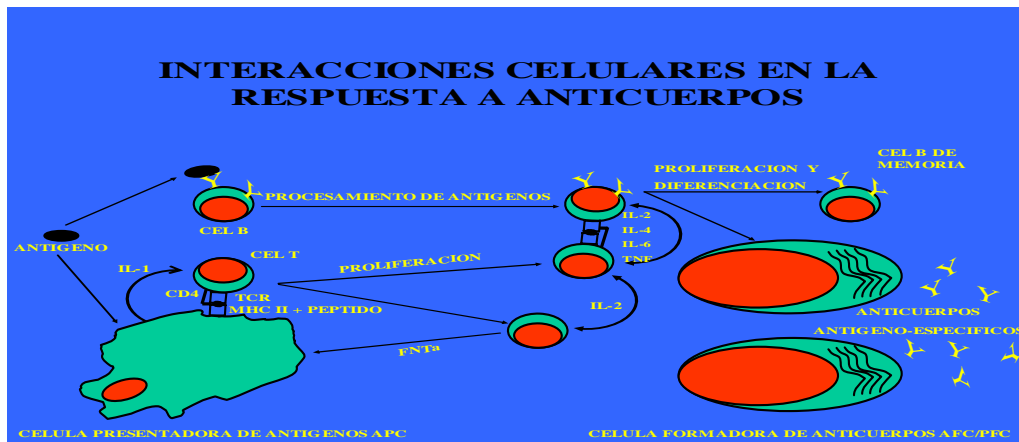 INTERACCIONES CELULARES EN LA
RESPUESTA A ANTICUERPOS
CEL B DE
MEMORIA
PROLIFERACION Y
DIFERENCIACION
PROCESAMIENTO DE ANTIGENOS
CEL B
IL-2
IL-4
IL-6
TNF
ANTIGENO
CEL T
IL-1
PROLIFERACION
CD4
TCR
MHC II + PEPTIDO
IL-2
ANTICUERPOS
ANTIGENO-ESPECIFICOS
FNTa
CELULA PRESENTADORA DE ANTIGENOS APC
CELULA FORMADORA DE ANTICUERPOS AFC/PFC